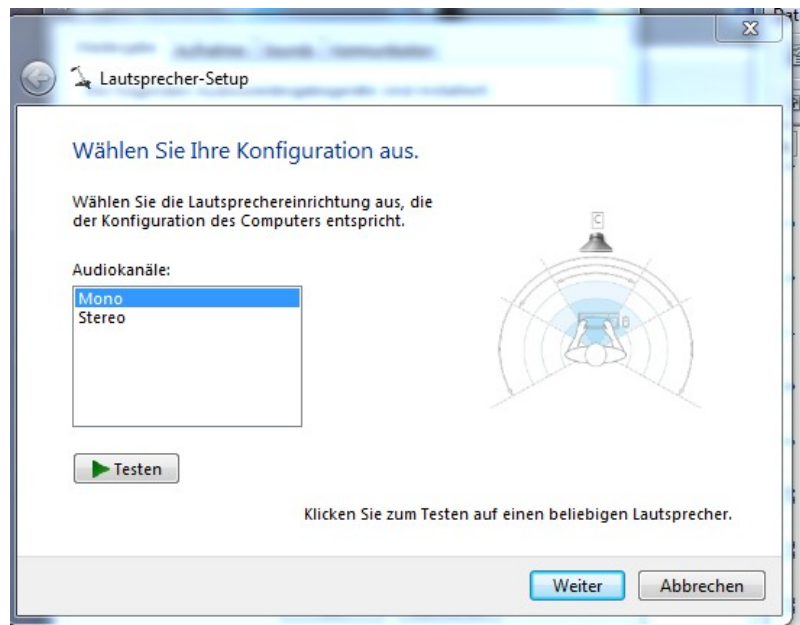 Dat
Lautsprecher-Setup
Wählen Sie Ihre Konfiguration aus.
Wählen Sie die Lautsprechereinrichtung aus, die
der Konfiguration des Computers entspricht.
Audiokanäle:
Mono
Stereo
C
Testen
Klicken Sie zum Testen auf einen beliebigen Lautsprecher.
Weiter
Abbrechen